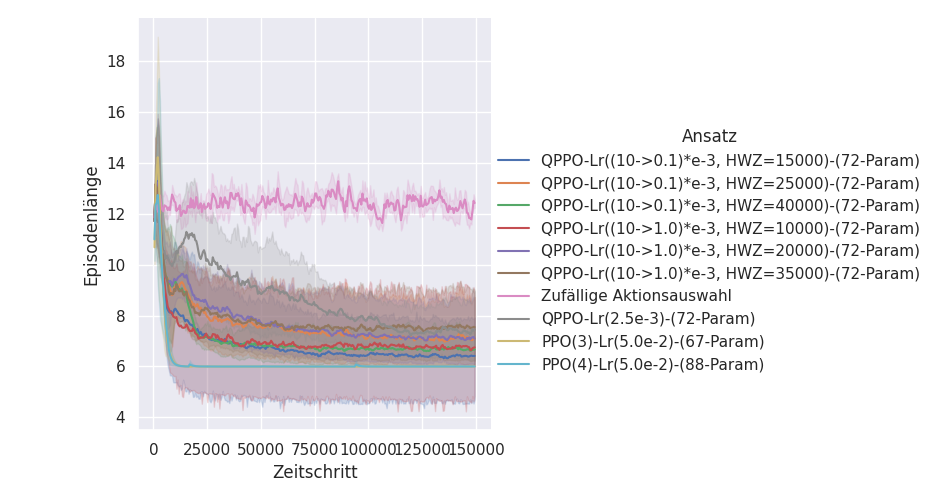 18
16
14
12
10
8
6
4
Episodenlänge
0 25000 50000 75000 100000 125000 150000
Zeitschritt
Ansatz
QPPO-Lr((10->0.1)*e-3, HWZ=15000)-(72-Param)
QPPO-Lr((10->0.1)*e-3, HWZ=25000)-(72-Param)
QPPO-Lr((10->0.1)*e-3, HWZ=40000)-(72-Param)
QPPO-Lr((10->1.0)*e-3, HWZ=10000)-(72-Param)
QPPO-Lr((10->1.0)*e-3, HWZ=20000)-(72-Param)
QPPO-Lr((10->1.0)*e-3, HWZ=35000)-(72-Param)
Zufällige Aktionsauswahl
QPPO-Lr(2.5e-3)-(72-Param)
PPO(3)-Lr(5.0e-2)-(67-Param)
PPO(4)-Lr(5.0e-2)-(88-Param)